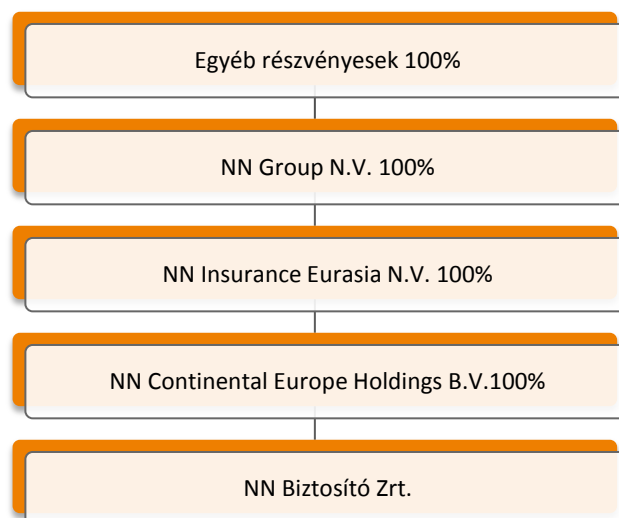 Egyéb részvényesek 100%
NN Group N.V. 100%
NN Insurance Eurasia N.V. 100%
NN Continental Europe Holdings B.V.100%
NN Biztosító Zrt.